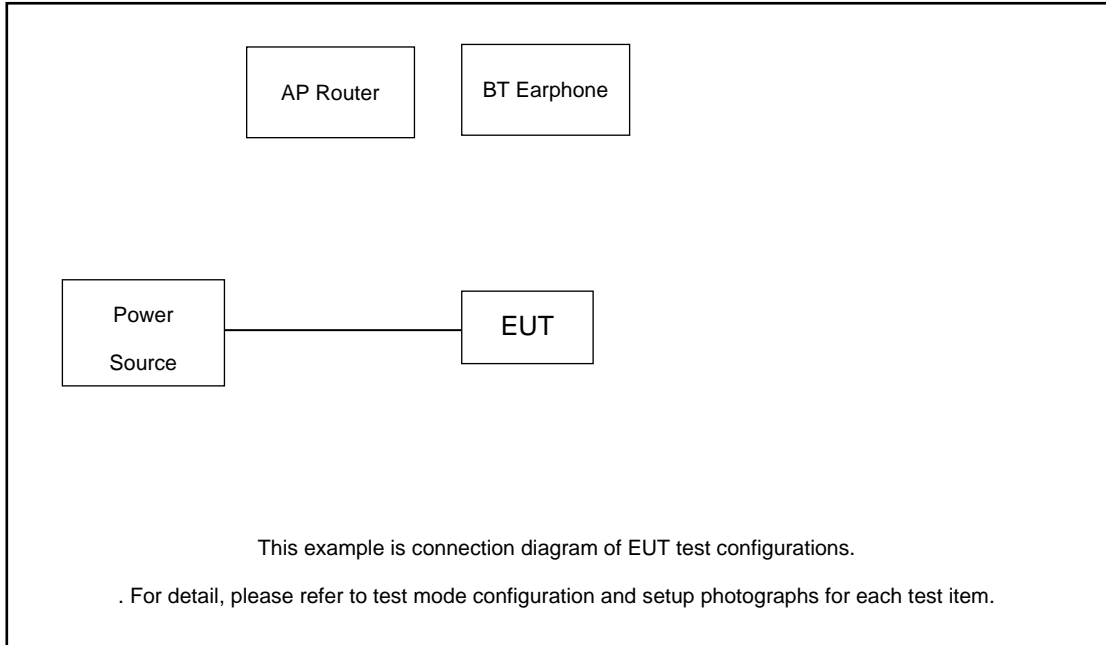 AP Router
BT Earphone
Power
Source
EUT
This example is connection diagram of EUT test configurations.
. For detail, please refer to test mode configuration and setup photographs for each test item.